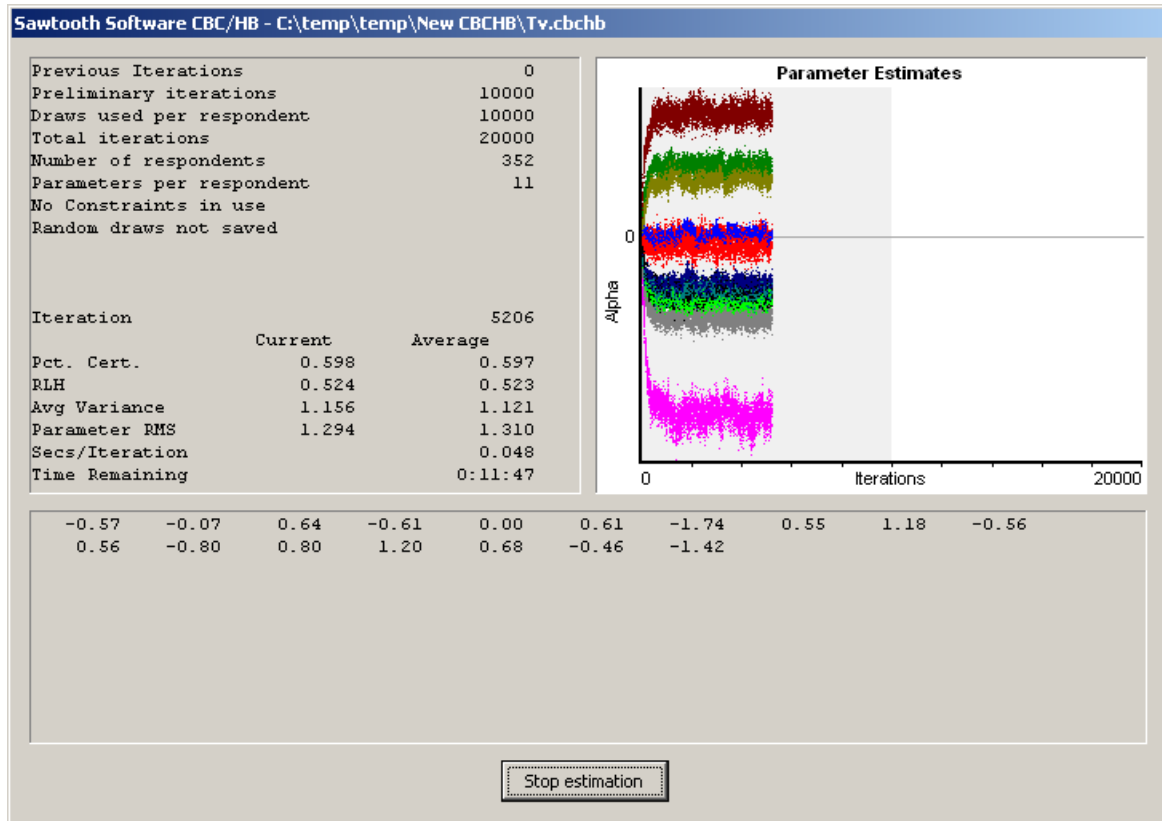 Sawtooth Software CBC/HB - C:\temp\temp\New CBCHB\Tv.cbchb
Previous Iterations 0
Preliminary iterations 10000
Draws used per respondent 10000
Total iterations 20000
Number of respondents 352
Parameters per respondent 11
No Constraints in use
Random draws not saved
Iteration 5206
Current Average
Pct. Cert. 0.598 0.597
RLH 0.524 0.523
Avg Variance 1.156 1.121
Parameter RMS 1.294 1.310
Secs/Iteration 0.048
Time Remaining 0:11:47
Parameter Estimates
0
Alpha
0 Iterations 20000
-0.57 -0.07 0.64 -0.61 0.00 0.61 -1.74 0.55 1.18 -0.56
0.56 -0.80 0.80 1.20 0.68 -0.46 -1.42
Stop estimation